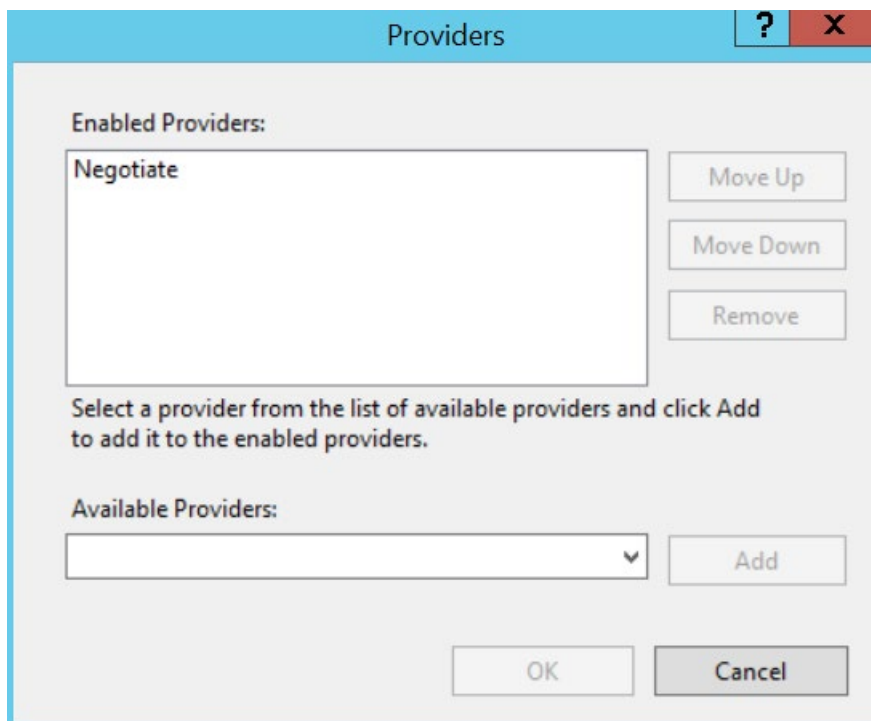 Providers
? X
Enabled Providers:
Negotiate
Move Up
Move Down
Remove
Select a provider from the list of available providers and click Add
to add it to the enabled providers.
Available Providers:
Add
OK
Cancel